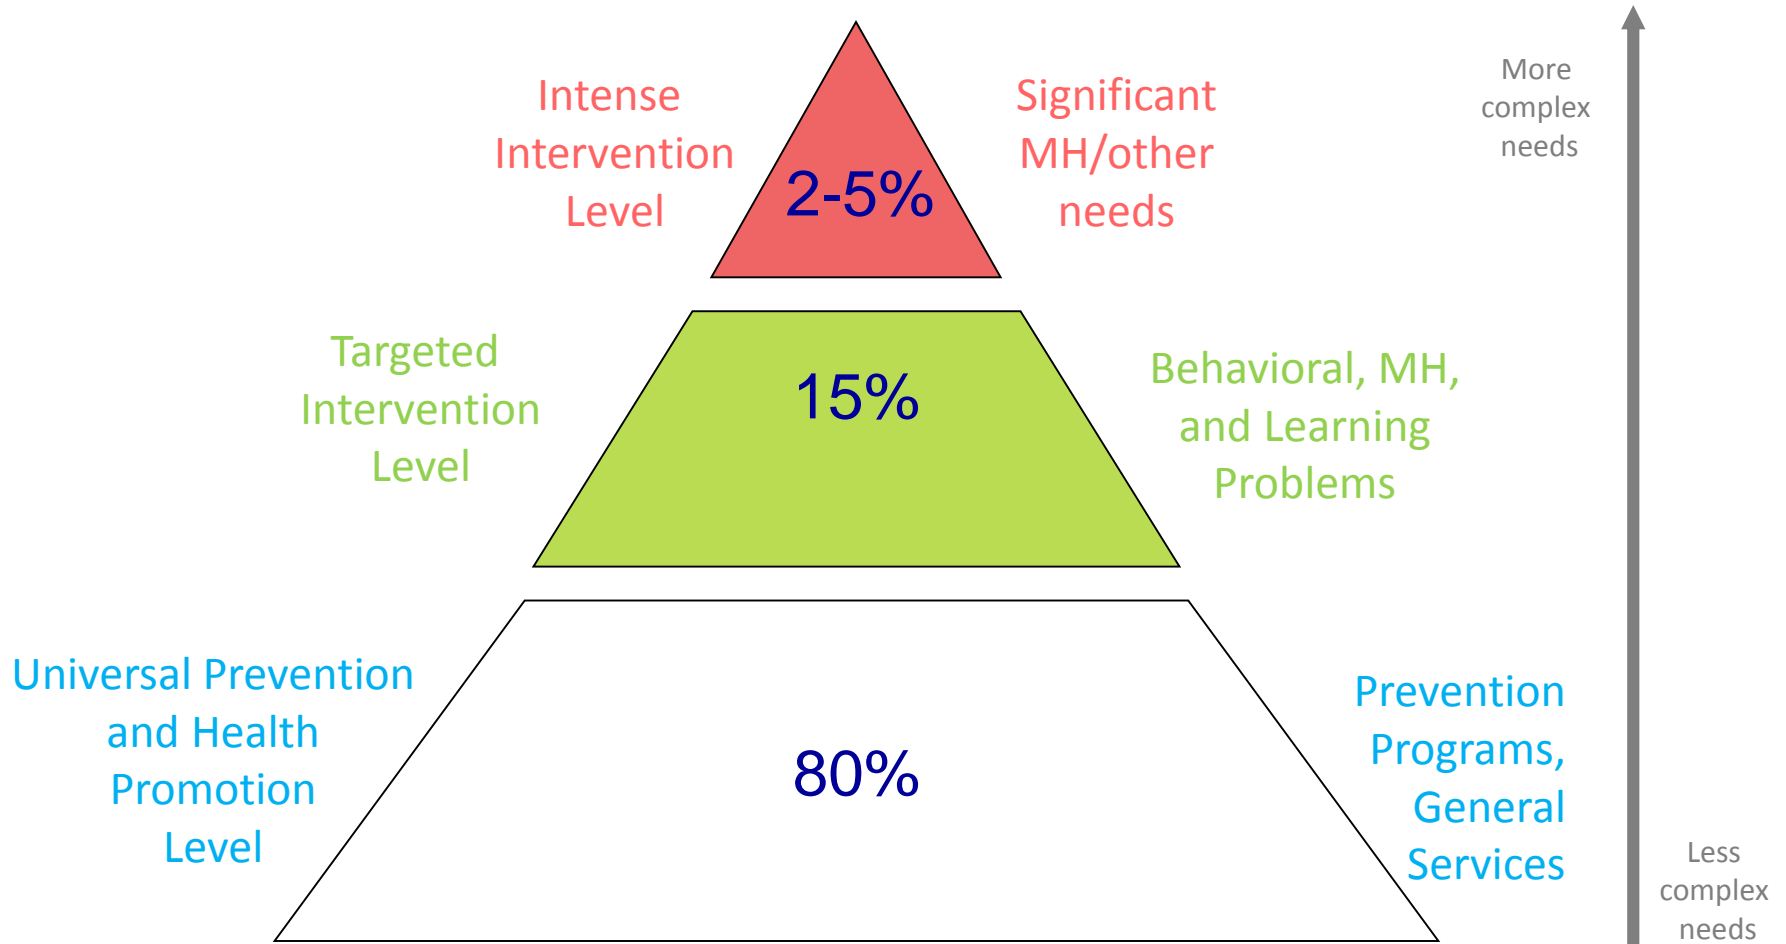 Intense
Intervention
Level
2-5%
Significant
MH/other
needs
More
complex
needs
Targeted
Intervention
Level
15%
Behavioral, MH,
and Learning
Problems
Universal Prevention
and Health
Promotion
Level
80%
Prevention
Programs,
General
Services
Less
complex
needs